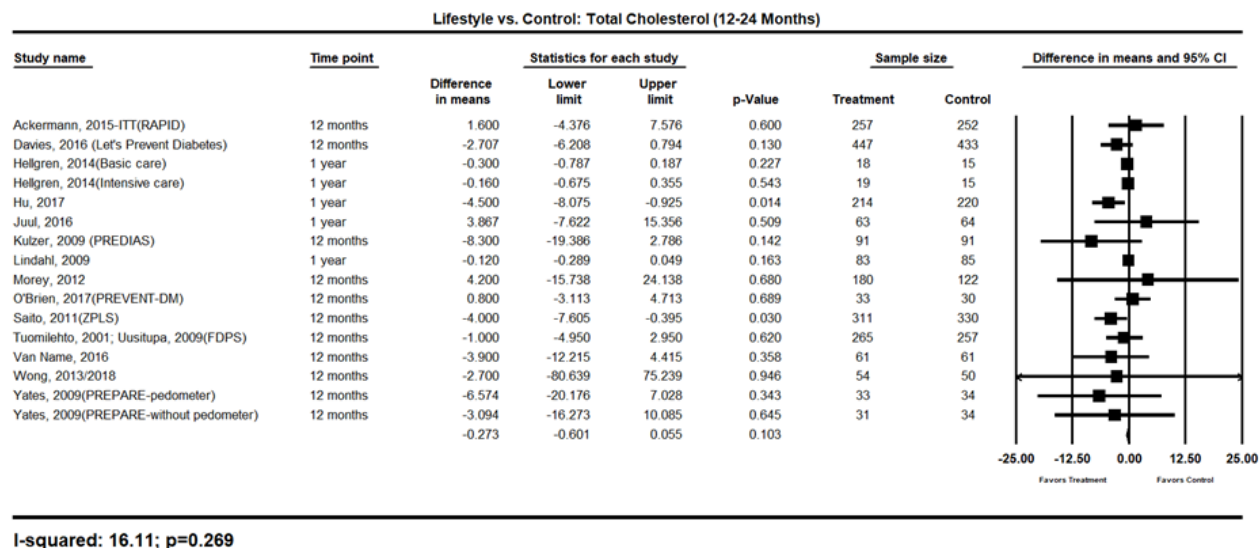 Lifestyle vs. Control: Total Cholesterol (12-24 Months)
Study name Time point Statistics for each study Sample size Difference in means and 95% CI
Difference in means Lower limit Upper limit p-Value Treatment Control
Ackermann, 2015-ITT(RAPID) 12 months 1.600 -4.376 7.576 0.600 257 252
Davies, 2016 (Let's Prevent Diabetes) 12 months -2.707 -6.208 0.794 0.130 447 433
Hellgren, 2014(Basic care) 1 year -0.300 -0.787 0.187 0.227 18 15
Hellgren, 2014(Intensive care) 1 year -0.160 -0.675 0.355 0.543 19 15
Hu, 2017 1 year -4.500 -8.075 -0.925 0.014 214 220
Juul, 2016 1 year 3.867 -7.622 15.356 0.509 63 64
Kulzer, 2009 (PREDIAS) 12 months -8.300 -19.386 2.786 0.142 91 91
Lindahl, 2009 1 year -0.120 -0.289 0.049 0.163 83 85
Morey, 2012 12 months 4.200 -15.738 24.138 0.680 180 122
O'Brien, 2017(PREVENT-DM) 12 months 0.800 -3.113 4.713 0.689 33 30
Saito, 2011(ZPLS) 12 months -4.000 -7.605 -0.395 0.030 311 330
Tuomilehto, 2001; Uusitupa, 2009(FDPS) 12 months -1.000 -4.950 2.950 0.620 265 257
Van Name, 2016 12 months -3.900 -12.215 4.415 0.358 61 61
Wong, 2013/2018 12 months -2.700 -80.639 75.239 0.946 54 50
Yates, 2009(PREPARE-pedometer) 12 months -6.574 -20.176 7.028 0.343 33 34
Yates, 2009(PREPARE-without pedometer) 12 months -3.094 -16.273 10.085 0.645 31 34
-0.273 -0.601 0.055 0.103
-25.00 -12.50 0.00 12.50 25.00
Favors Treatment Favors Control
I-squared: 16.11; p=0.269